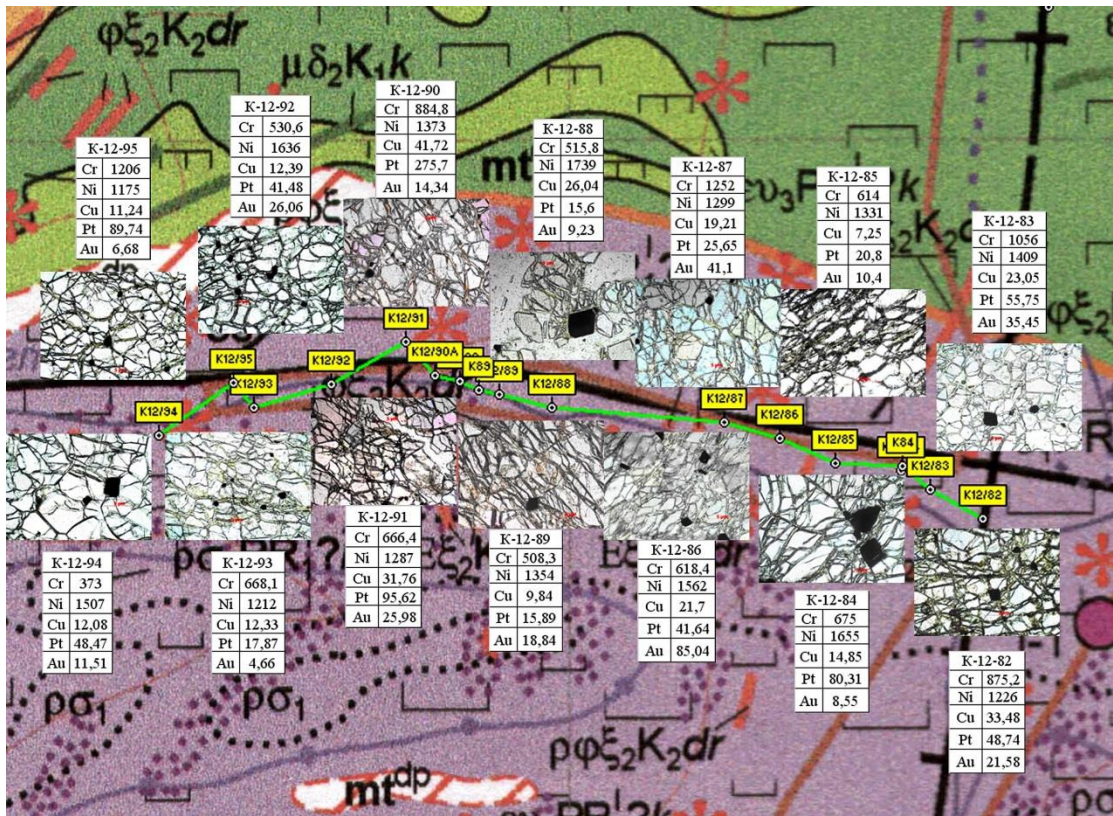 φξ₂K₂dr
μδ₂K₁k
K-12-90
Cr 884,8
Ni 1373
Cu 41,72
Pt 275,7
Au 14,34
K-12-92
Cr 530,6
Ni 1636
Cu 12,39
Pt 41,48
Au 26,06
K-12-88
Cr 515,8
Ni 1739
Cu 26,04
Pt 15,6
Au 9,23
K-12-95
Cr 1206
Ni 1175
Cu 11,24
Pt 89,74
Au 6,68
mt
K-12-87
Cr 1252
Ni 1299
Cu 19,21
Pt 25,65
Au 41,1
K-12-85
Cr 614
Ni 1331
Cu 7,25
Pt 20,8
Au 10,4
K-12-83
Cr 1056
Ni 1409
Cu 23,05
Pt 55,75
Au 35,45
dp
φξ₂
K12/91
K12/95
K12/92
K12/90A
K89
K12/89
K12/93
K12/88
K12/94
K12/87
K12/86
K12/85
K84
K12/83
K12/82
K-12-94
Cr 373
Ni 1507
Cu 12,08
Pt 48,47
Au 11,51
K-12-93
Cr 668,1
Ni 1212
Cu 12,33
Pt 17,87
Au 4,66
K-12-91
Cr 666,4
Ni 1287
Cu 31,76
Pt 95,62
Au 25,98
K-12-89
Cr 508,3
Ni 1354
Cu 9,84
Pt 15,89
Au 18,84
K-12-86
Cr 618,4
Ni 1562
Cu 21,7
Pt 41,64
Au 85,04
K-12-84
Cr 675
Ni 1655
Cu 14,85
Pt 80,31
Au 8,55
K-12-82
Cr 875,2
Ni 1226
Cu 33,48
Pt 48,74
Au 21,58
ρσ₁
ρσ₁
ρφξ₂K₂dr
mt^dp